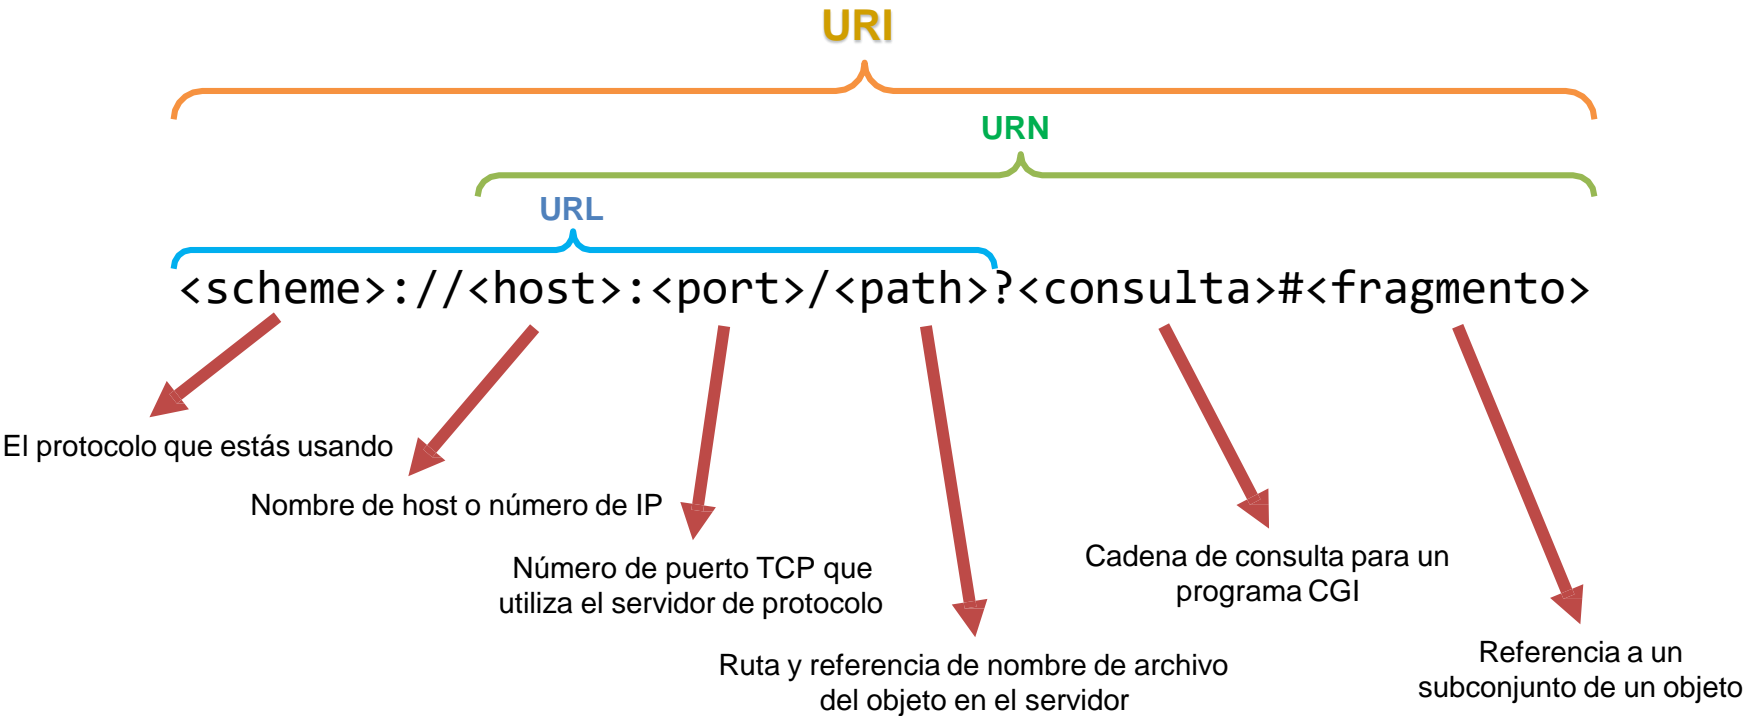 URI
URN
URL
<scheme>://<host>:<port>/<path>?<consulta>#<fragmento>
El protocolo que estás usando
Nombre de host o número de IP
Número de puerto TCP que
utiliza el servidor de protocolo
Ruta y referencia de nombre de archivo
del objeto en el servidor
Cadena de consulta para un
programa CGI
Referencia a un
subconjunto de un objeto